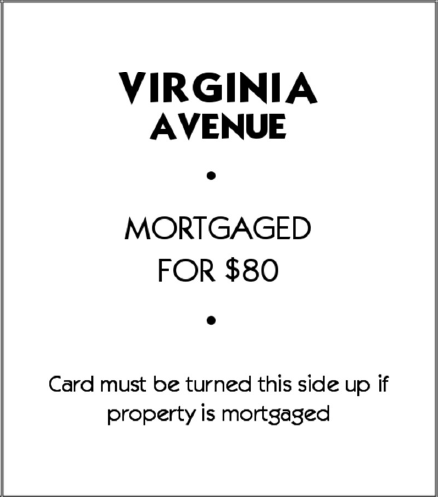 VIRGINIA
AVENUE
•
MORTGAGED
FOR $80
•
Card must be turned this side up if
property is mortgaged